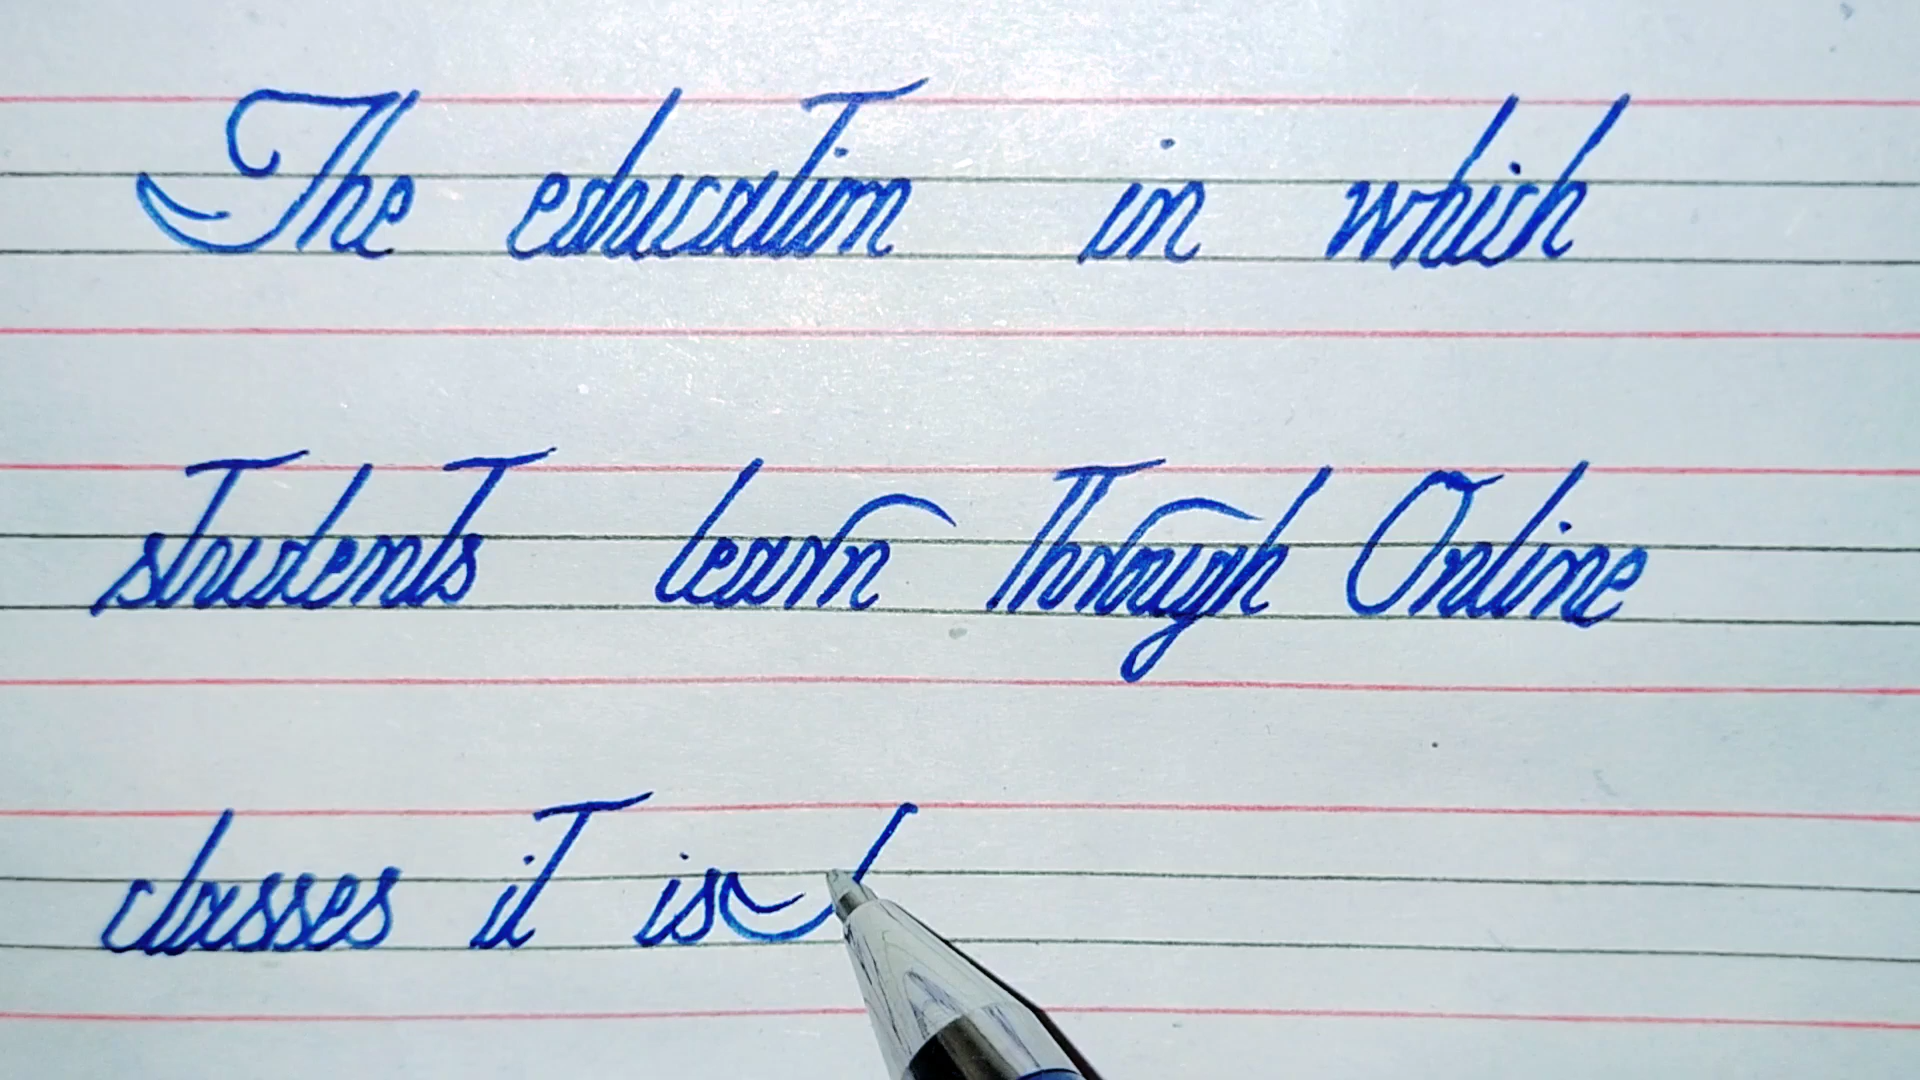 The education in which
students learn through Online
classes it is